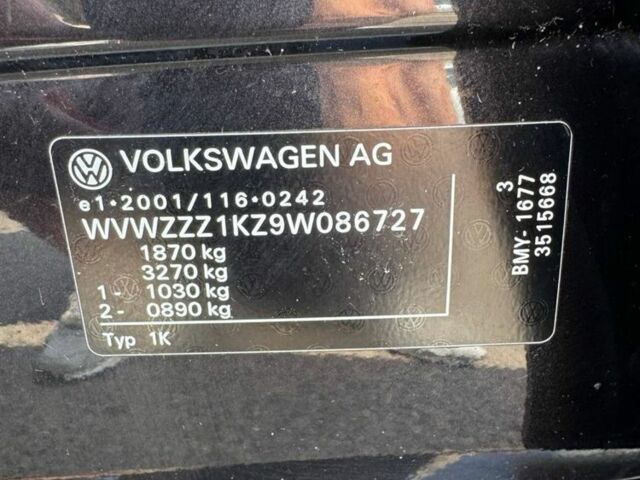 VOLKSWAGEN AG
e1*2001/116*0242
WVWZZZ1KZ9W086727
1870 kg
3270 kg
1- 1030 kg
2- 0890 kg
Typ 1K
3
BMY-1677
3515668